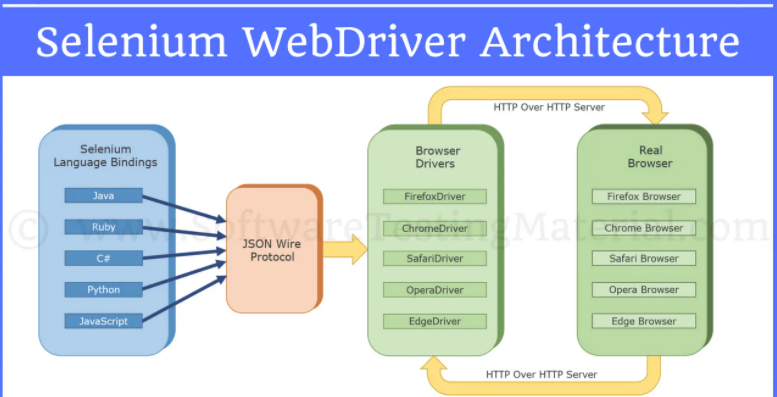 Selenium WebDriver Architecture
HTTP Over HTTP Server
Selenium
Language Bindings
Java
Ruby
C#
Python
JavaScript
JSON Wire
Protocol
Browser
Drivers
FirefoxDriver
ChromeDriver
SafariDriver
OperaDriver
EdgeDriver
Real
Browser
Firefox Browser
Chrome Browser
Safari Browser
Opera Browser
Edge Browser
HTTP Over HTTP Server
© www.SoftwareTestingMaterial.com